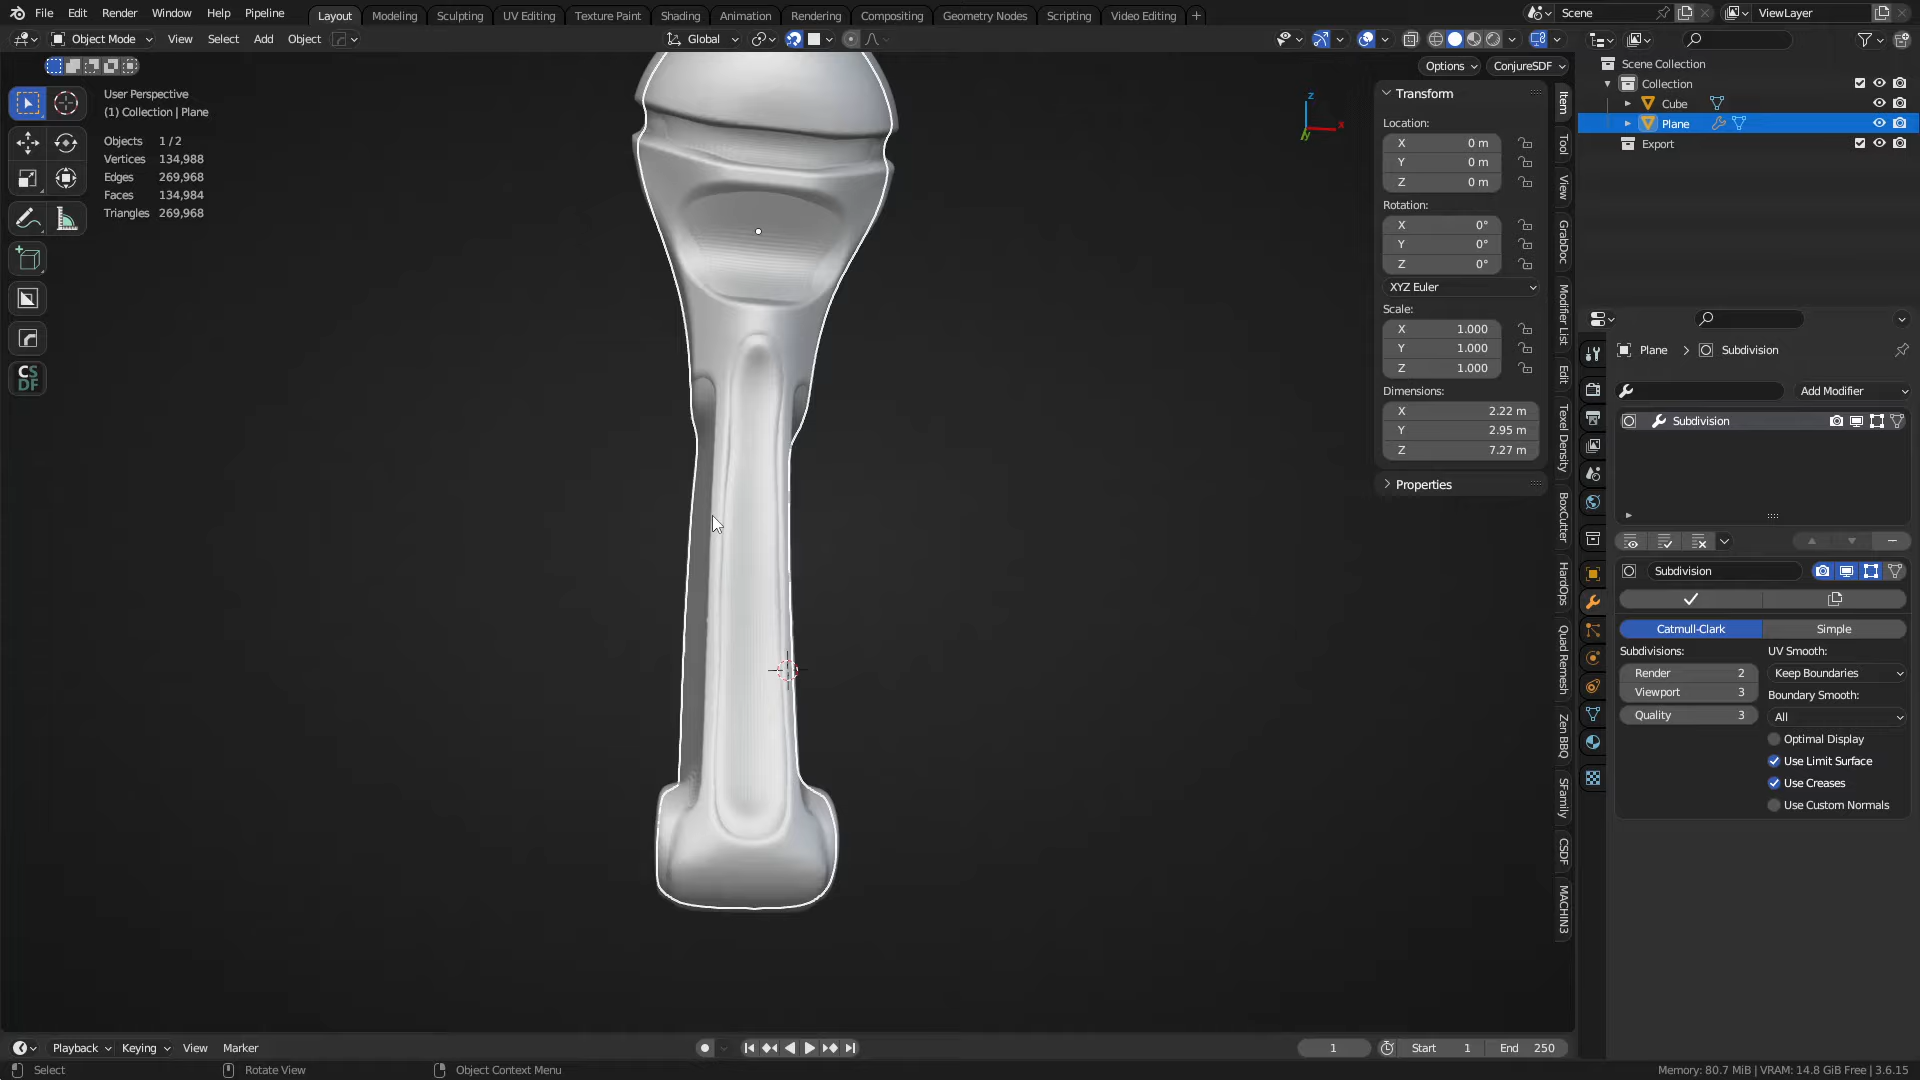 File Edit Render Window Help Pipeline
Layout Modeling Sculpting UV Editing Texture Paint Shading Animation Rendering Compositing Geometry Nodes Scripting Video Editing +
Scene
ViewLayer
Object Mode View Select Add Object
Global
Options ConjureSDF
User Perspective
(1) Collection | Plane
Objects 1 / 2
Vertices 134,988
Edges 269,968
Faces 134,984
Triangles 269,968
CS
DF
Z
X
Y
Transform
Location:
X 0 m
Y 0 m
Z 0 m
Rotation:
X 0°
Y 0°
Z 0°
XYZ Euler
Scale:
X 1.000
Y 1.000
Z 1.000
Dimensions:
X 2.22 m
Y 2.95 m
Z 7.27 m
Properties
Item
Tool
View
GrabDoc
Modifier List
Edit
Texel Density
BoxCutter
HardOps
Quad Remesh
Zen BBQ
SFamily
CSDF
MACHIN3
Scene Collection
Collection
Cube
Plane
Export
Plane > Subdivision
Add Modifier
Subdivision
Subdivision
Catmull-Clark Simple
Subdivisions: UV Smooth:
Render 2 Keep Boundaries
Viewport 3 Boundary Smooth:
Quality 3 All
Optimal Display
Use Limit Surface
Use Creases
Use Custom Normals
Playback Keying View Marker
1 Start 1 End 250
Select Rotate View Object Context Menu
Memory: 80.7 MiB | VRAM: 14.8 GiB Free | 3.6.15